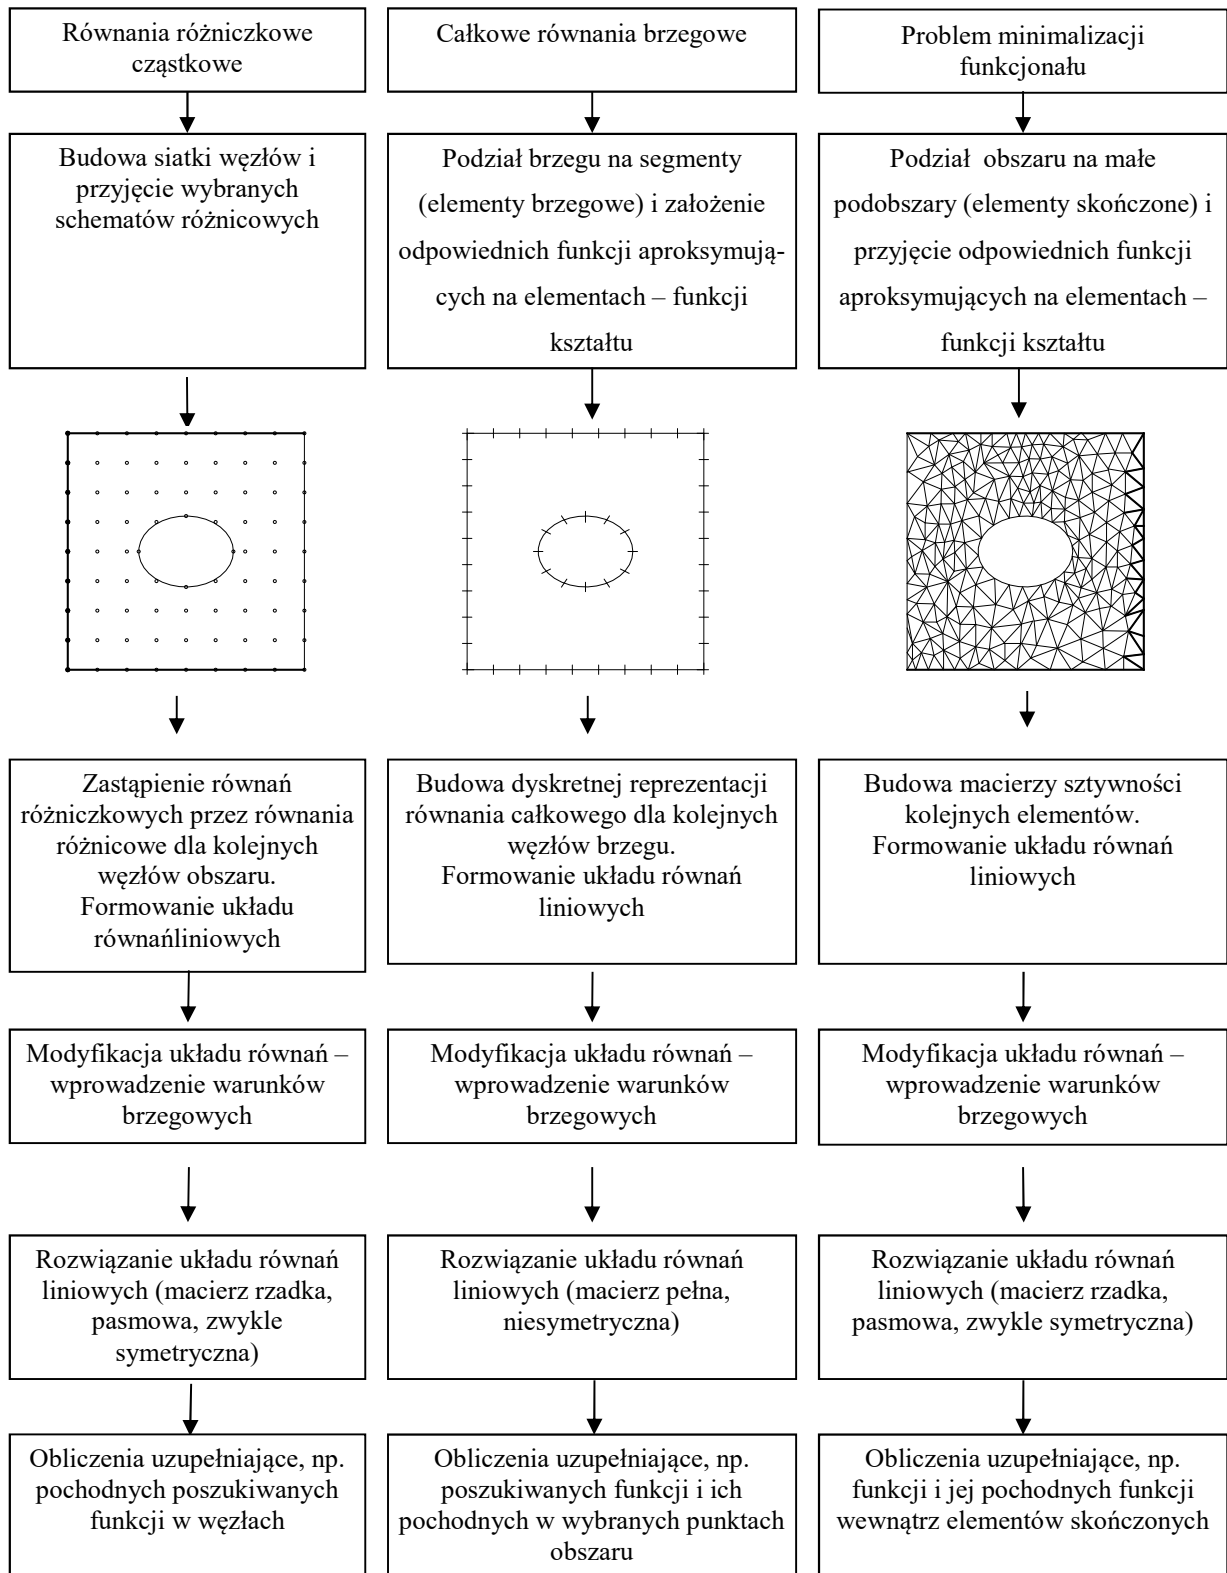 Równania różniczkowe
cząstkowe
Całkowe równania brzegowe
Problem minimalizacji
funkcjonału
Budowa siatki węzłów i
przyjęcie wybranych
schematów różnicowych
Podział brzegu na segmenty
(elementy brzegowe) i założenie
odpowiednich funkcji aproksymują-
cych na elementach – funkcji
kształtu
Podział  obszaru na małe
podobszary (elementy skończone) i
przyjęcie odpowiednich funkcji
aproksymujących na elementach –
funkcji kształtu
Zastąpienie równań
różniczkowych przez równania
różnicowe dla kolejnych
węzłów obszaru.
Formowanie układu
równańliniowych
Budowa dyskretnej reprezentacji
równania całkowego dla kolejnych
węzłów brzegu.
Formowanie układu równań
liniowych
Budowa macierzy sztywności
kolejnych elementów.
Formowanie układu równań
liniowych
Modyfikacja układu równań –
wprowadzenie warunków
brzegowych
Modyfikacja układu równań –
wprowadzenie warunków
brzegowych
Modyfikacja układu równań –
wprowadzenie warunków
brzegowych
Rozwiązanie układu równań
liniowych (macierz rzadka,
pasmowa, zwykle
symetryczna)
Rozwiązanie układu równań
liniowych (macierz pełna,
niesymetryczna)
Rozwiązanie układu równań
liniowych (macierz rzadka,
pasmowa, zwykle symetryczna)
Obliczenia uzupełniające, np.
pochodnych poszukiwanych
funkcji w węzłach
Obliczenia uzupełniające, np.
poszukiwanych funkcji i ich
pochodnych w wybranych punktach
obszaru
Obliczenia uzupełniające, np.
funkcji i jej pochodnych funkcji
wewnątrz elementów skończonych